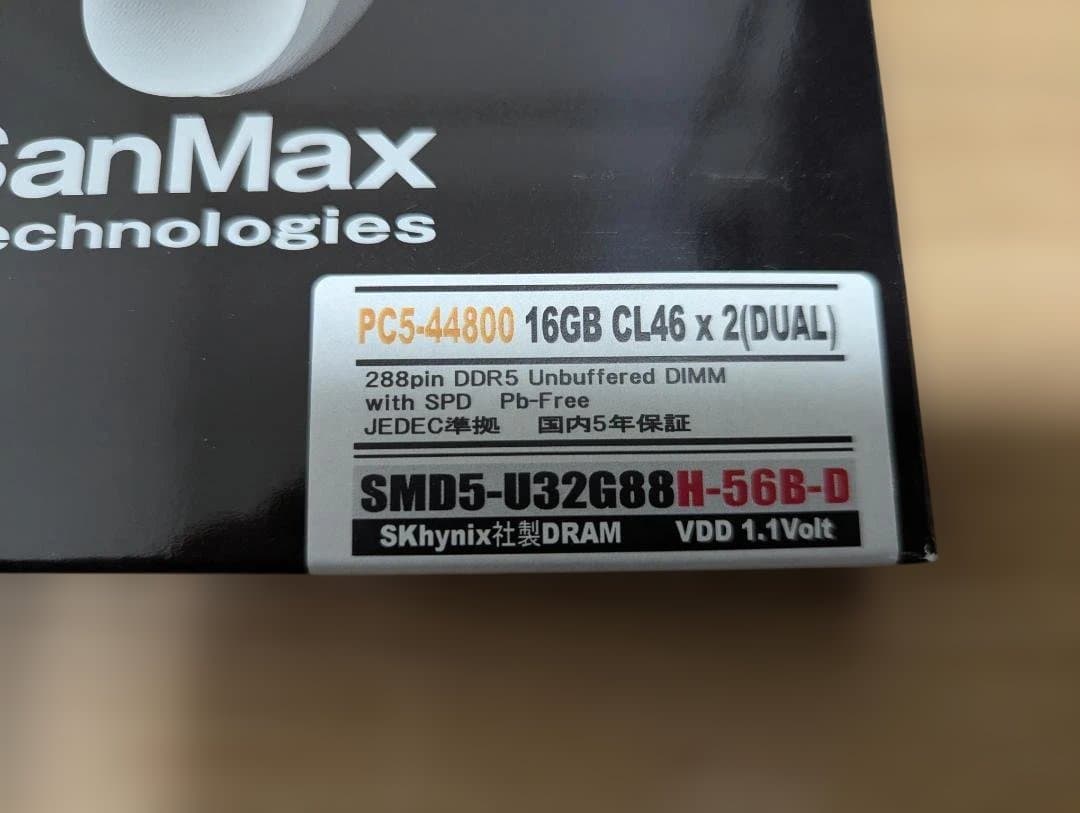 SanMax
Technologies
PC5-44800 16GB CL46 x 2(DUAL)
288pin DDR5 Unbuffered DIMM
with SPD Pb-Free
JEDEC準拠 国内5年保証
SMD5-U32G88H-56B-D
SKhynix社製DRAM VDD 1.1Volt